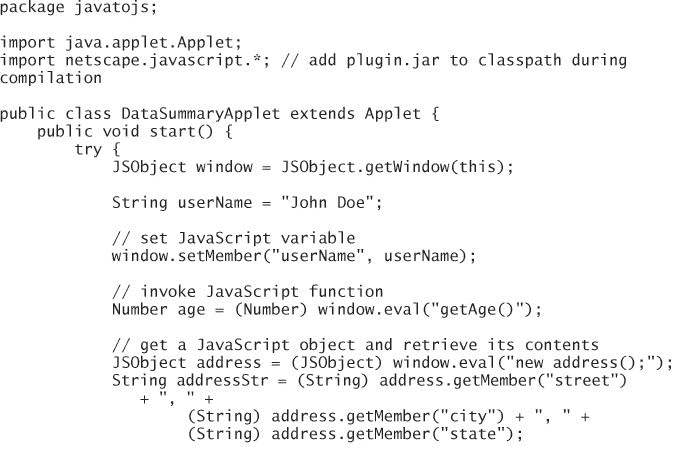 package javatojs;

import java.applet.Applet;
import netscape.javascript.*; // add plugin.jar to classpath during
compilation

public class DataSummaryApplet extends Applet {
    public void start() {
        try {
            JSObject window = JSObject.getWindow(this);

            String userName = "John Doe";

            // set JavaScript variable
            window.setMember("userName", userName);

            // invoke JavaScript function
            Number age = (Number) window.eval("getAge()");

            // get a JavaScript object and retrieve its contents
            JSObject address = (JSObject) window.eval("new address();");
            String addressStr = (String) address.getMember("street")
               + ", " +
                    (String) address.getMember("city") + ", " +
                    (String) address.getMember("state");